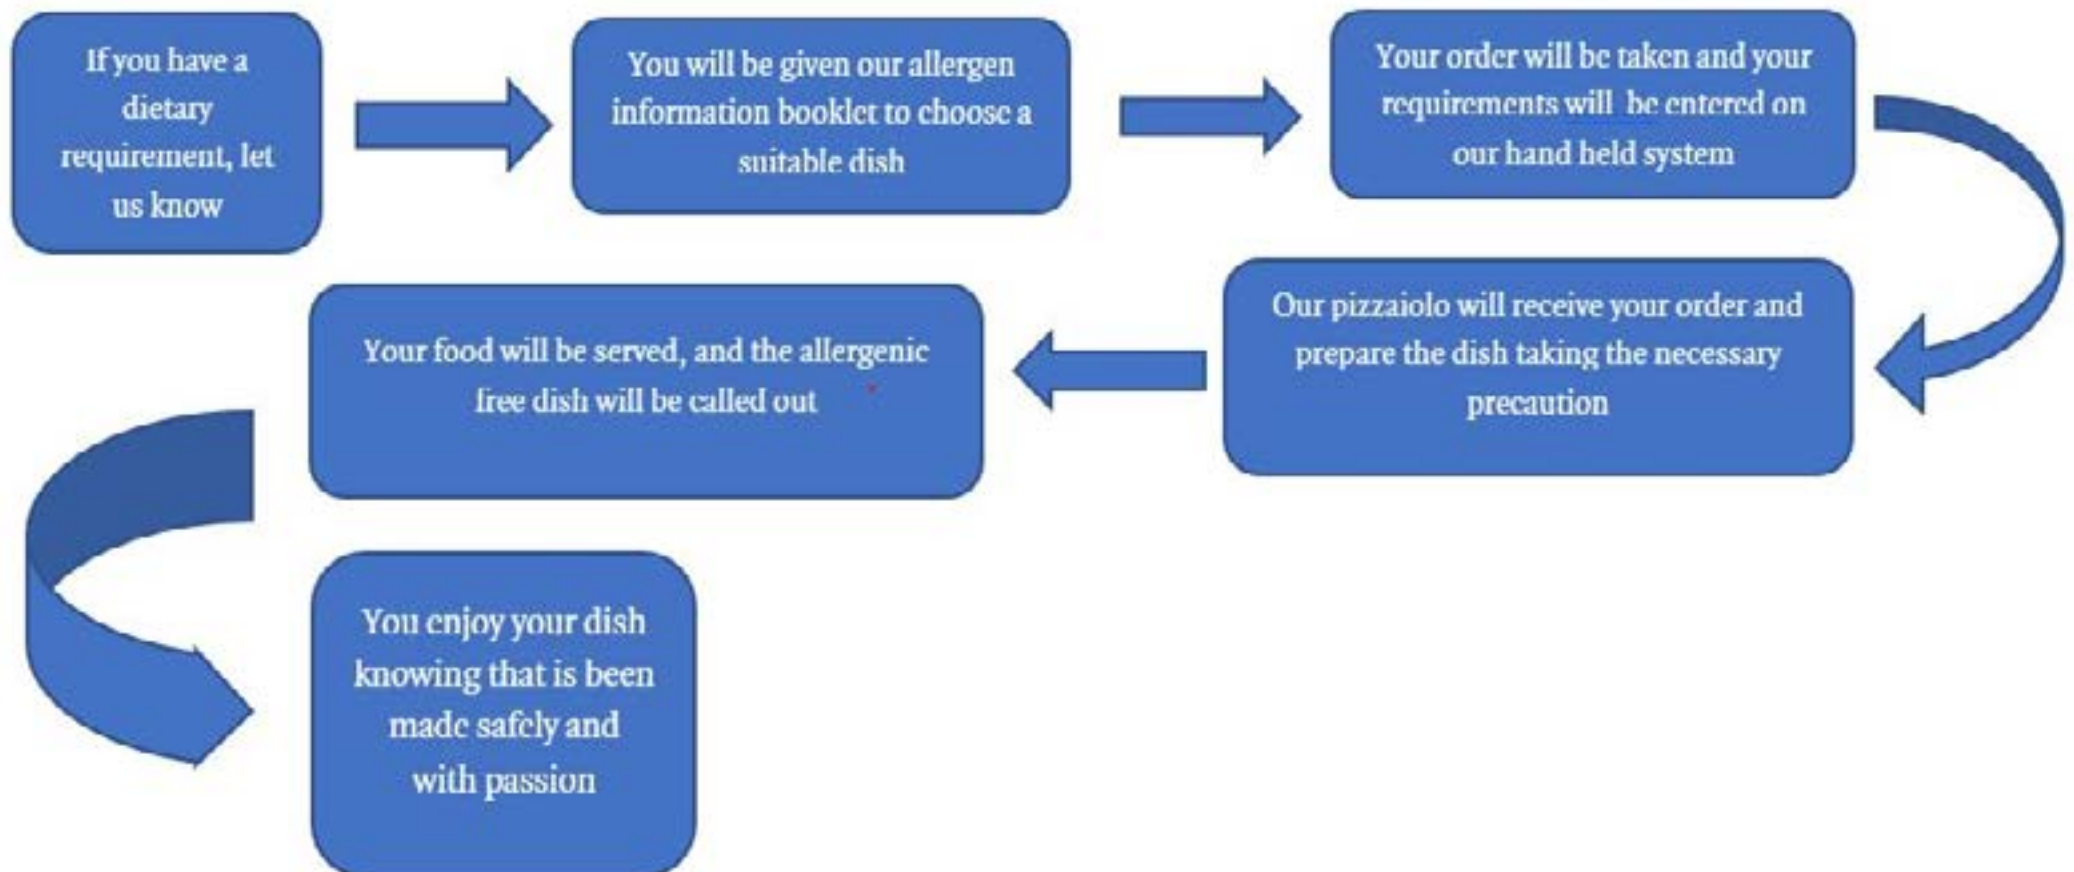 If you have a
dietary
requirement, let
us know
You will be given our allergen
information booklet to choose a
suitable dish
Your order will be taken and your
requirements will be entered on
our hand held system
Our pizzaiolo will receive your order and
prepare the dish taking the necessary
precaution
Your food will be served, and the allergenic
free dish will be called out
You enjoy your dish
knowing that is been
made safely and
with passion